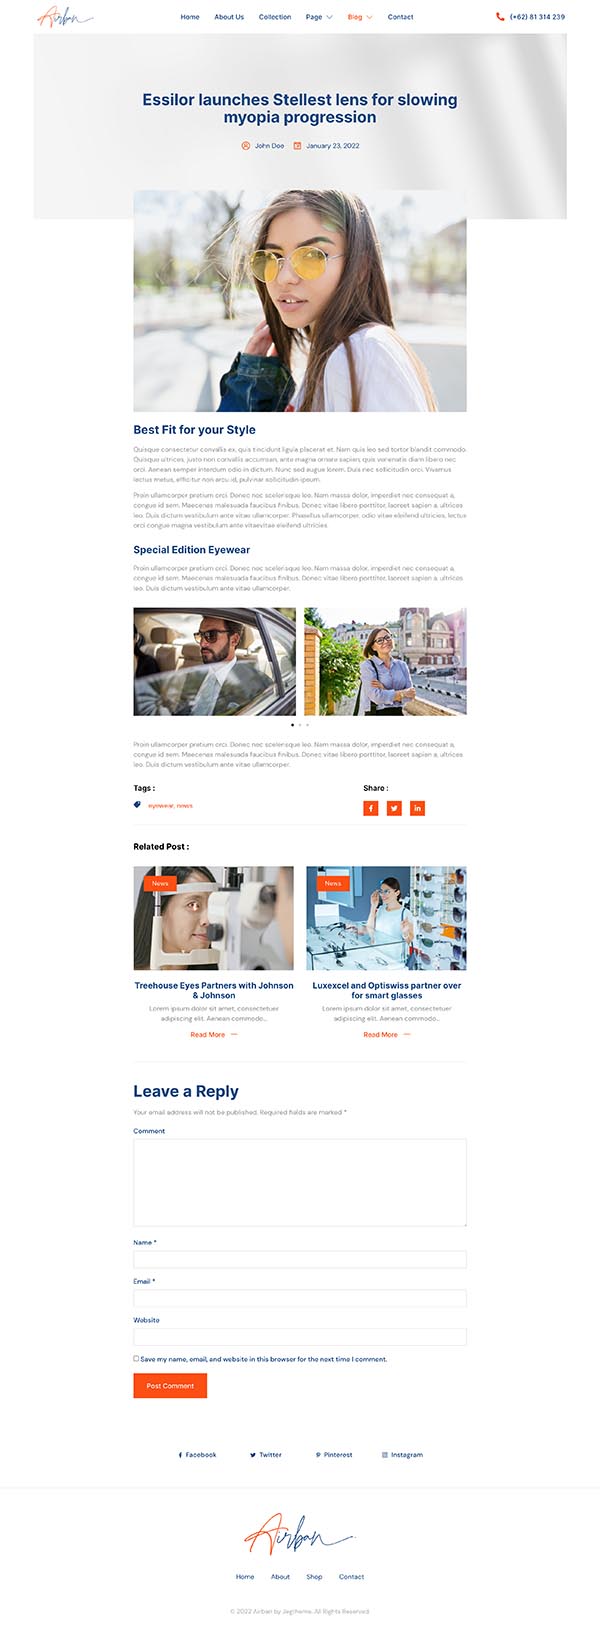 Airban
Home About Us Collection Page Blog Contact (+62) 81 314 239
Essilor launches Stellest lens for slowing
myopia progression
John Doe January 23, 2022
Best Fit for your Style
Quisque consectetur convallis ex, quis tincidunt ligula placerat et. Nam quis leo sed tortor blandit commodo.
Quisque ultrices, justo non convallis accumsan, ante magna ornare sapien, quis venenatis diam libero nec
orci. Aenean semper interdum odio in dictum. Nunc sed augue lorem. Duis nec sollicitudin orci. Vivamus
lectus metus, efficitur non arcu id, pulvinar sollicitudin ipsum.
Proin ullamcorper pretium orci. Donec nec scelerisque leo. Nam massa dolor, imperdiet nec consequat a,
congue id sem. Maecenas malesuada faucibus finibus. Donec vitae libero porttitor, laoreet sapien a, ultrices
leo. Duis dictum vestibulum ante vitae ullamcorper. Phasellus ullamcorper, odio vitae eleifend ultricies, lectus
orci congue magna vestibulum ante vitaevitae eleifend ultricies
Special Edition Eyewear
Proin ullamcorper pretium orci. Donec nec scelerisque leo. Nam massa dolor, imperdiet nec consequat a,
congue id sem. Maecenas malesuada faucibus finibus. Donec vitae libero porttitor, laoreet sapien a, ultrices
leo. Duis dictum vestibulum ante vitae ullamcorper.
Proin ullamcorper pretium orci. Donec nec scelerisque leo. Nam massa dolor, imperdiet nec consequat a,
congue id sem. Maecenas malesuada faucibus finibus. Donec vitae libero porttitor, laoreet sapien a, ultrices
leo. Duis dictum vestibulum ante vitae ullamcorper.
Tags : Share :
eyewear, news
Related Post :
News News
Treehouse Eyes Partners with Johnson
& Johnson
Lorem ipsum dolor sit amet, consectetuer
adipiscing elit. Aenean commodo...
Read More
Luxexcel and Optiswiss partner over
for smart glasses
Lorem ipsum dolor sit amet, consectetuer
adipiscing elit. Aenean commodo...
Read More
Leave a Reply
Your email address will not be published. Required fields are marked *
Comment
Name *
Email *
Website
Save my name, email, and website in this browser for the next time I comment.
Post Comment
Facebook Twitter Pinterest Instagram
Airban
Home About Shop Contact
© 2022 Airban by Jegtheme. All Rights Reserved.